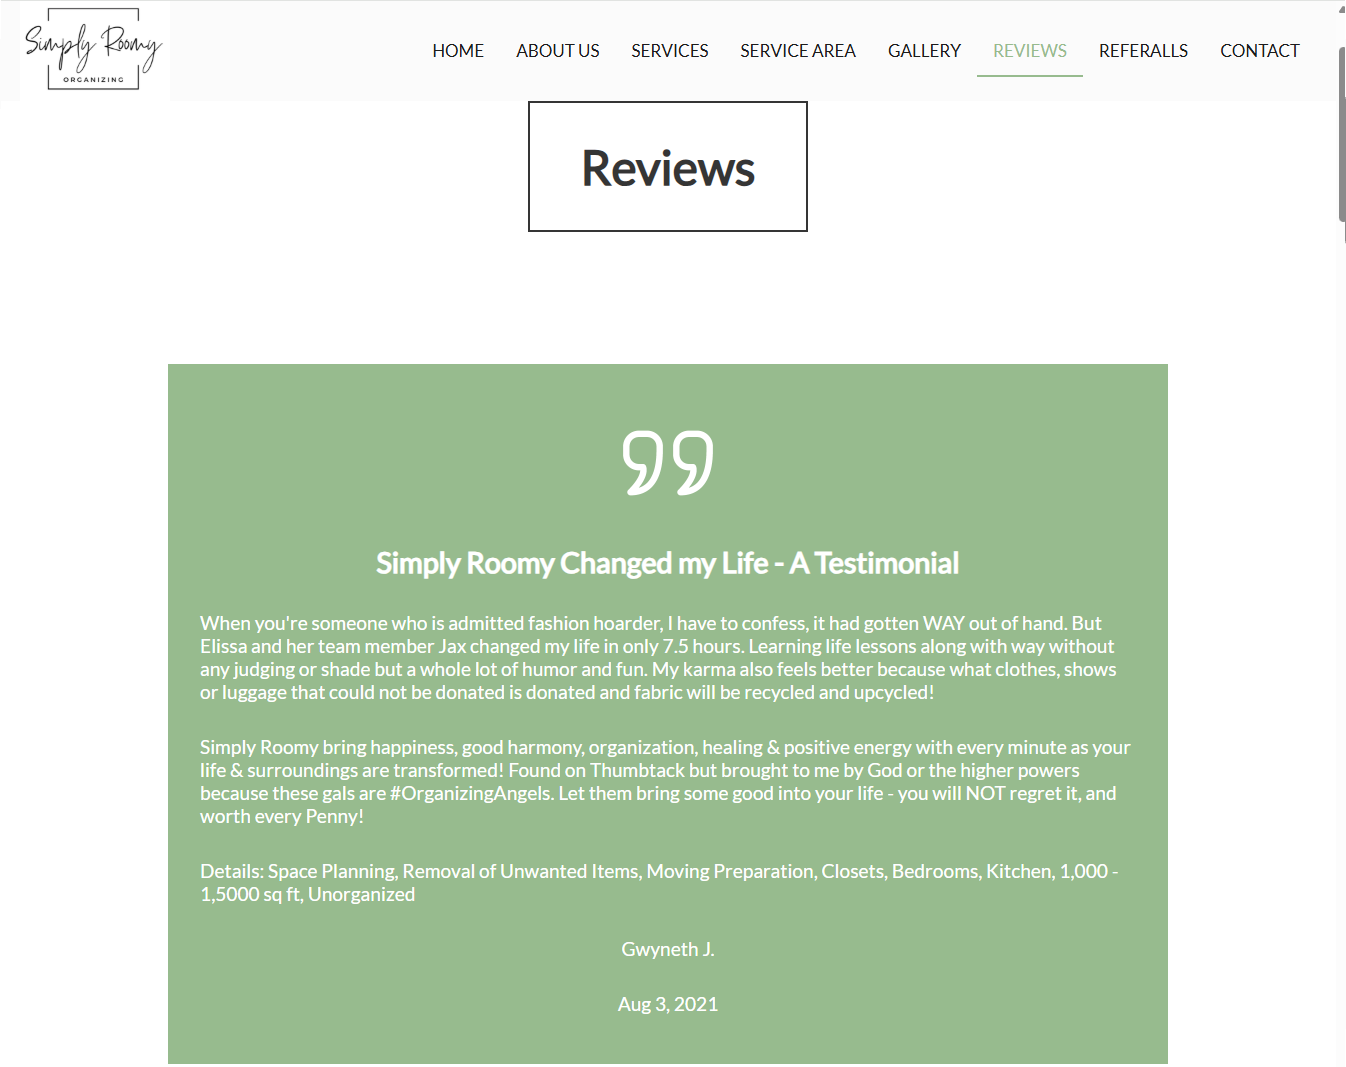 Simply Roomy
ORGANIZING
HOME ABOUT US SERVICES SERVICE AREA GALLERY REVIEWS REFERALLS CONTACT
Reviews
Simply Roomy Changed my Life - A Testimonial
When you're someone who is admitted fashion hoarder, I have to confess, it had gotten WAY out of hand. But
Elissa and her team member Jax changed my life in only 7.5 hours. Learning life lessons along with way without
any judging or shade but a whole lot of humor and fun. My karma also feels better because what clothes, shows
or luggage that could not be donated is donated and fabric will be recycled and upcycled!
Simply Roomy bring happiness, good harmony, organization, healing & positive energy with every minute as your
life & surroundings are transformed! Found on Thumbtack but brought to me by God or the higher powers
because these gals are #OrganizingAngels. Let them bring some good into your life - you will NOT regret it, and
worth every Penny!
Details: Space Planning, Removal of Unwanted Items, Moving Preparation, Closets, Bedrooms, Kitchen, 1,000 -
1,5000 sq ft, Unorganized
Gwyneth J.
Aug 3, 2021